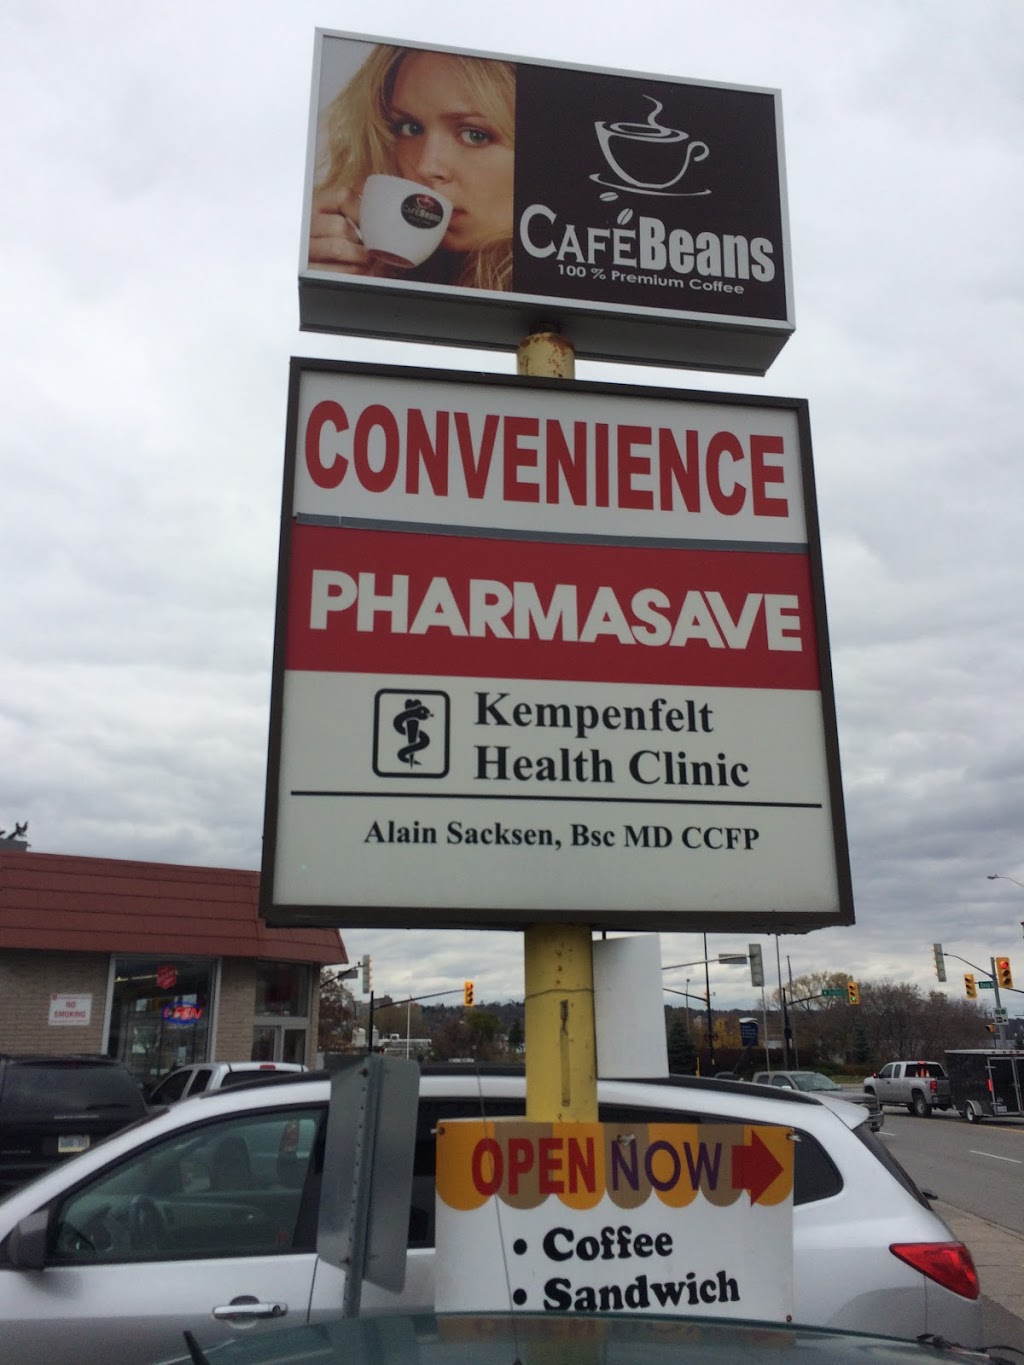 CaféBeans
CAFÉBeans
100 % Premium Coffee
CONVENIENCE
PHARMASAVE
Kempenfelt
Health Clinic
Alain Sacksen, Bsc MD CCFP
NO
SMOKING
OPEN
OPEN NOW
• Coffee
• Sandwich